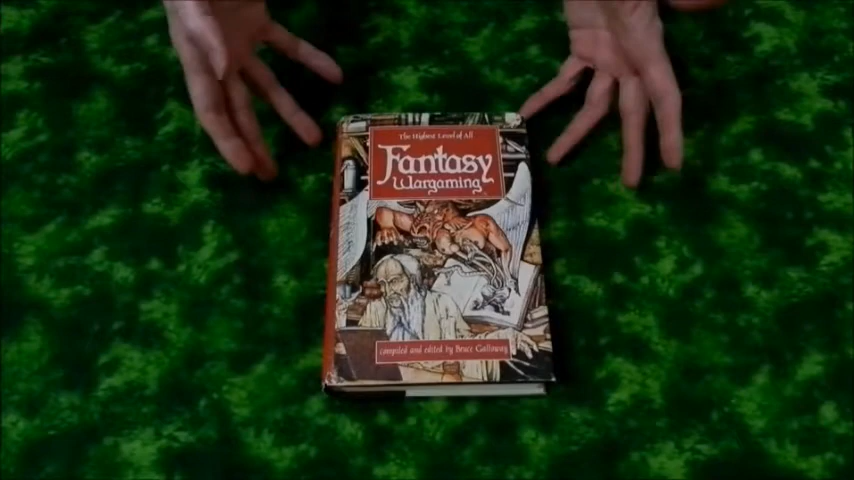 The Highest Level of All
Fantasy
Wargaming
compiled and edited by Bruce Galloway